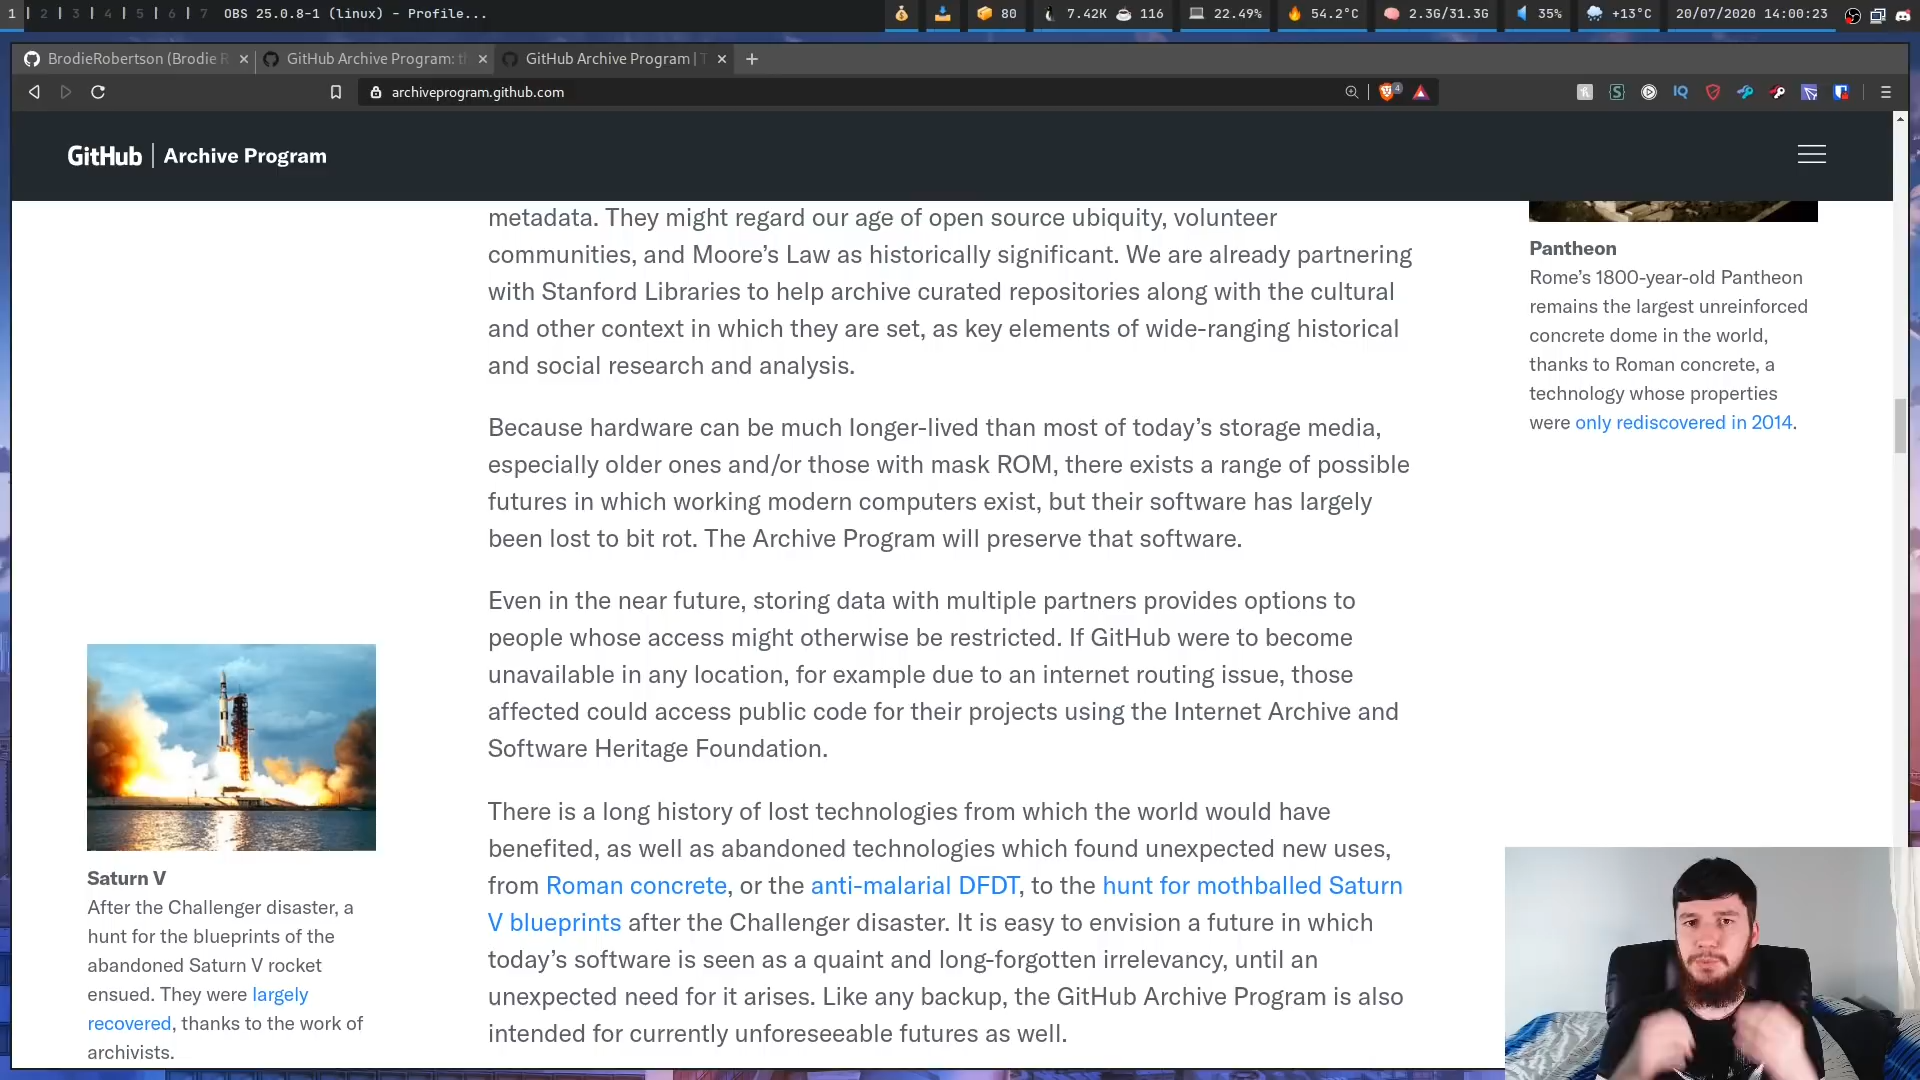 1 | 2 | 3 | 4 | 5 | 6 | 7 OBS 25.0.8-1 (linux) - Profile...
80 7.42K 116 22.49% 54.2°C 2.3G/31.3G 35% +13°C 20/07/2020 14:00:23
BrodieRobertson (Brodie R
GitHub Archive Program: t
GitHub Archive Program | T
archiveprogram.github.com
GitHub | Archive Program
metadata. They might regard our age of open source ubiquity, volunteer
communities, and Moore’s Law as historically significant. We are already partnering
with Stanford Libraries to help archive curated repositories along with the cultural
and other context in which they are set, as key elements of wide-ranging historical
and social research and analysis.
Because hardware can be much longer-lived than most of today’s storage media,
especially older ones and/or those with mask ROM, there exists a range of possible
futures in which working modern computers exist, but their software has largely
been lost to bit rot. The Archive Program will preserve that software.
Even in the near future, storing data with multiple partners provides options to
people whose access might otherwise be restricted. If GitHub were to become
unavailable in any location, for example due to an internet routing issue, those
affected could access public code for their projects using the Internet Archive and
Software Heritage Foundation.
There is a long history of lost technologies from which the world would have
benefited, as well as abandoned technologies which found unexpected new uses,
from Roman concrete, or the anti-malarial DFDT, to the hunt for mothballed Saturn
V blueprints after the Challenger disaster. It is easy to envision a future in which
today’s software is seen as a quaint and long-forgotten irrelevancy, until an
unexpected need for it arises. Like any backup, the GitHub Archive Program is also
intended for currently unforeseeable futures as well.
Pantheon
Rome’s 1800-year-old Pantheon
remains the largest unreinforced
concrete dome in the world,
thanks to Roman concrete, a
technology whose properties
were only rediscovered in 2014.
Saturn V
After the Challenger disaster, a
hunt for the blueprints of the
abandoned Saturn V rocket
ensued. They were largely
recovered, thanks to the work of
archivists.